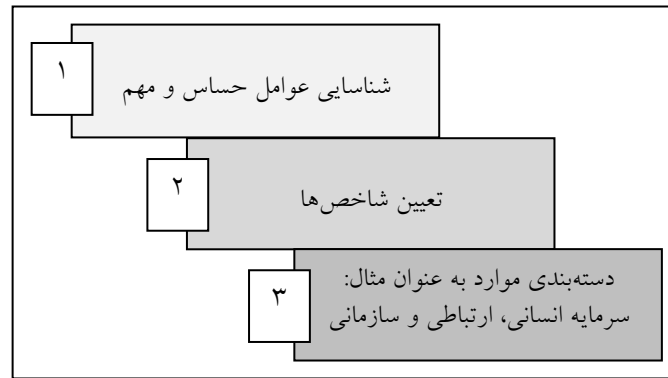 ۱
شناسایی عوامل حساس و مهم
۲
تعیین شاخص‌ها
۳
دسته‌بندی موارد به عنوان مثال:
سرمایه انسانی، ارتباطی و سازمانی